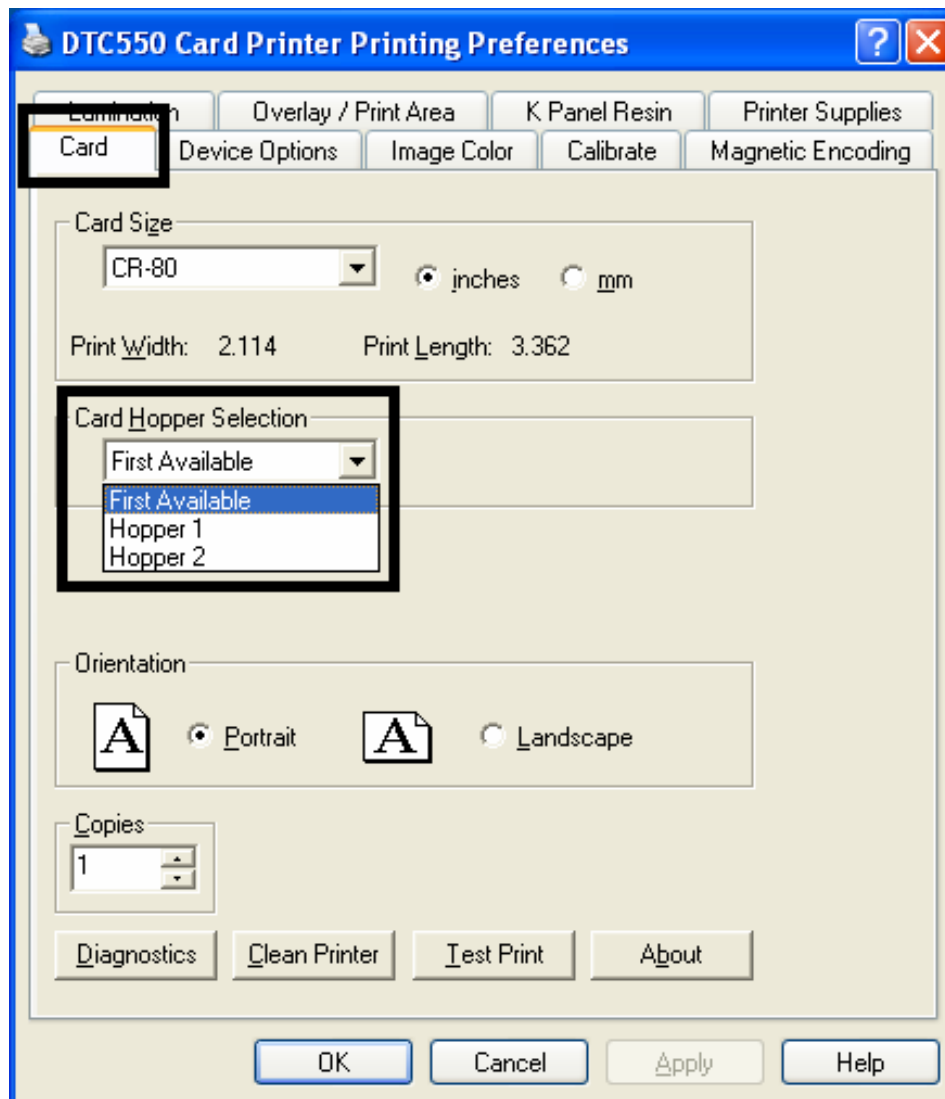 DTC550 Card Printer Printing Preferences
Lamination Overlay / Print Area K Panel Resin Printer Supplies
Card Device Options Image Color Calibrate Magnetic Encoding
Card Size
CR-80 inches mm
Print Width: 2.114 Print Length: 3.362
Card Hopper Selection
First Available
First Available
Hopper 1
Hopper 2
Orientation
A Portrait A Landscape
Copies
1
Diagnostics Clean Printer Test Print About
OK Cancel Apply Help